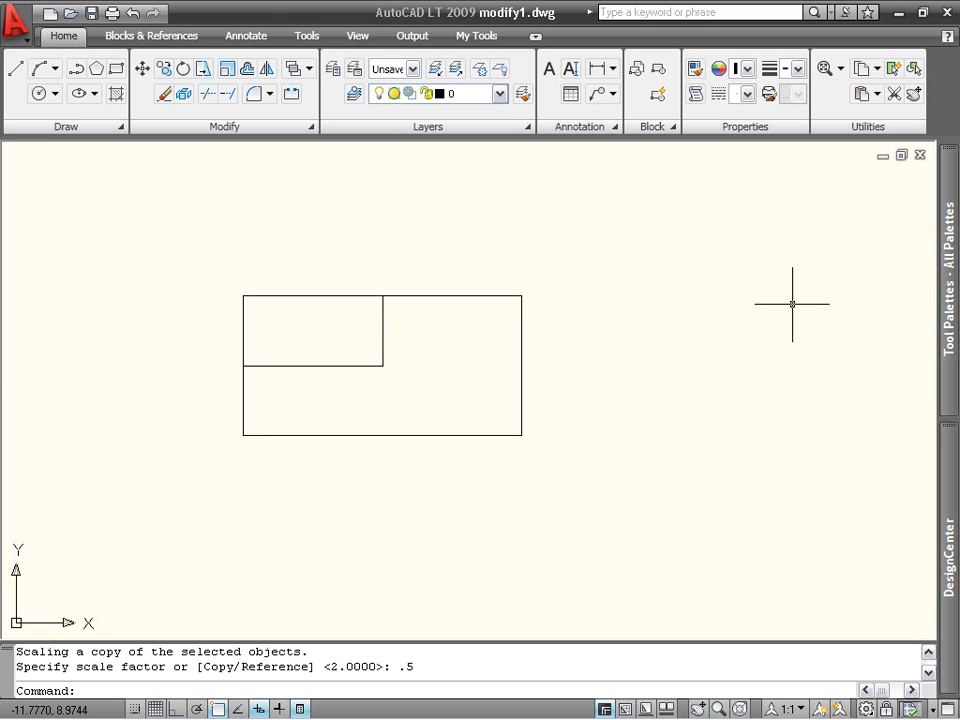 AutoCAD LT 2009 modify1.dwg
Type a keyword or phrase
Home Blocks & References Annotate Tools View Output My Tools
Unsave
0
Draw Modify Layers Annotation Block Properties Utilities
Tool Palettes - All Palettes
DesignCenter
Y
X
Scaling a copy of the selected objects.
Specify scale factor or [Copy/Reference] <2.0000>: .5
Command:
-11.7770, 8.9744
1:1